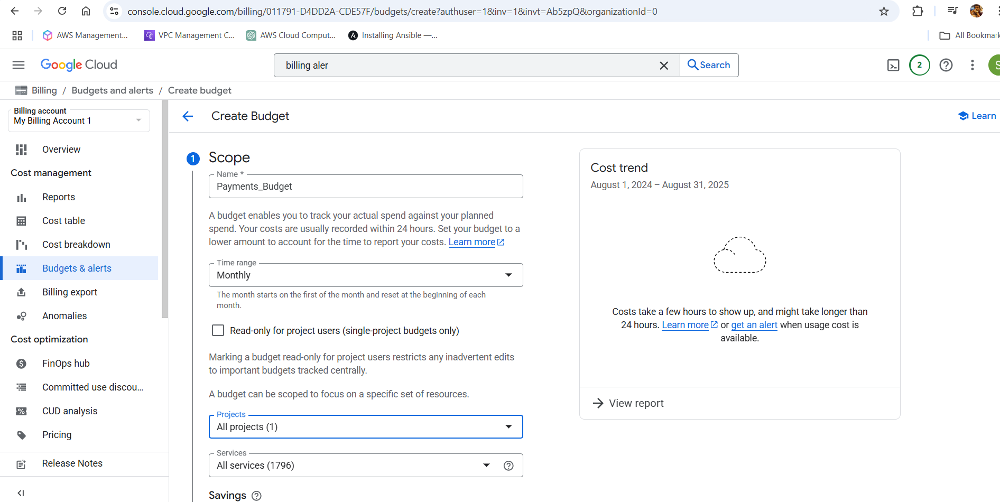 console.cloud.google.com/billing/011791-D4DD2A-CDE57F/budgets/create?authuser=1&inv=1&invt=Ab5zpQ&organizationId=0
AWS Management...
VPC Management C...
AWS Cloud Comput...
Installing Ansible —...
All Bookmark
Google Cloud
billing aler
Search
2
S
Billing / Budgets and alerts / Create budget
Billing account
My Billing Account 1
Overview
Cost management
Reports
Cost table
Cost breakdown
Budgets & alerts
Billing export
Anomalies
Cost optimization
FinOps hub
Committed use discou...
CUD analysis
Pricing
Release Notes
Create Budget
Learn
1
Scope
Name *
Payments_Budget
A budget enables you to track your actual spend against your planned
spend. Your costs are usually recorded within 24 hours. Set your budget to a
lower amount to account for the time to report your costs. Learn more
Time range
Monthly
The month starts on the first of the month and reset at the beginning of each
month.
Read-only for project users (single-project budgets only)
Marking a budget read-only for project users restricts any inadvertent edits
to important budgets tracked centrally.
A budget can be scoped to focus on a specific set of resources.
Projects
All projects (1)
Services
All services (1796)
Savings
Cost trend
August 1, 2024 – August 31, 2025
Costs take a few hours to show up, and might take longer than
24 hours. Learn more or get an alert when usage cost is
available.
View report